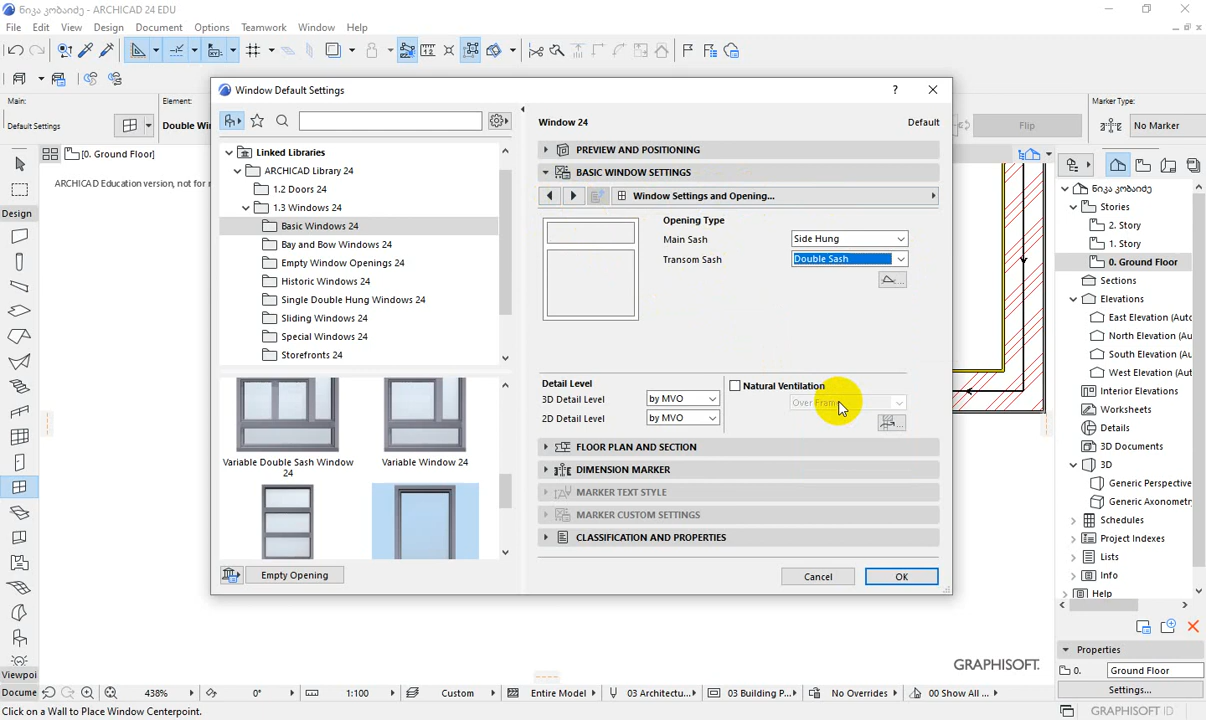 ნიკა კობაიძე - ARCHICAD 24 EDU
File Edit View Design Document Options Teamwork Window Help
Main:
Default Settings
Element:
Double Wi
Flip
Marker Type:
No Marker
[0. Ground Floor]
ARCHICAD Education version, not for r
Design
Viewpoi
Docume
Window Default Settings
?
Linked Libraries
ARCHICAD Library 24
1.2 Doors 24
1.3 Windows 24
Basic Windows 24
Bay and Bow Windows 24
Empty Window Openings 24
Historic Windows 24
Single Double Hung Windows 24
Sliding Windows 24
Special Windows 24
Storefronts 24
Variable Double Sash Window 24
Variable Window 24
Empty Opening
Window 24
Default
PREVIEW AND POSITIONING
BASIC WINDOW SETTINGS
Window Settings and Opening...
Opening Type
Main Sash
Side Hung
Transom Sash
Double Sash
Detail Level
3D Detail Level
by MVO
2D Detail Level
by MVO
Natural Ventilation
Over Frame
FLOOR PLAN AND SECTION
DIMENSION MARKER
MARKER TEXT STYLE
MARKER CUSTOM SETTINGS
CLASSIFICATION AND PROPERTIES
Cancel
OK
ნიკა კობაიძე
Stories
2. Story
1. Story
0. Ground Floor
Sections
Elevations
East Elevation (Auto
North Elevation (Au
South Elevation (Au
West Elevation (Aut
Interior Elevations
Worksheets
Details
3D Documents
3D
Generic Perspective
Generic Axonometry
Schedules
Project Indexes
Lists
Info
Help
Properties
0.
Ground Floor
Settings...
GRAPHISOFT.
438%
0°
1:100
Custom
Entire Model
03 Architectu...
03 Building P...
No Overrides
00 Show All ...
Click on a Wall to Place Window Centerpoint.
GRAPHISOFT ID